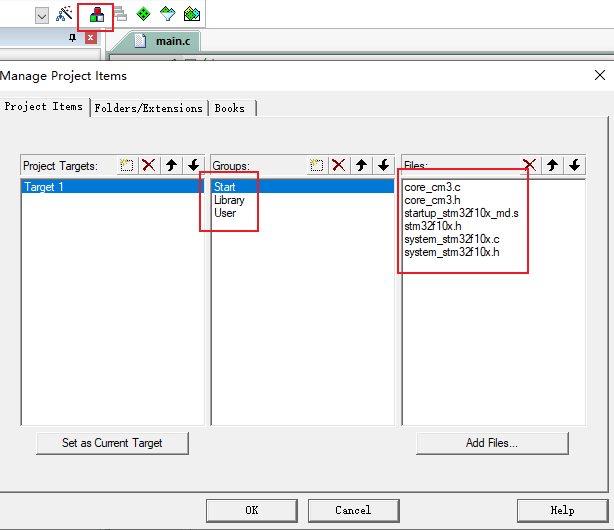 main.c
Manage Project Items
Project Items Folders/Extensions Books
Project Targets: Groups: Files:
Target 1
Start
Library
User
core_cm3.c
core_cm3.h
startup_stm32f10x_md.s
stm32f10x.h
system_stm32f10x.c
system_stm32f10x.h
Set as Current Target
Add Files...
OK Cancel Help